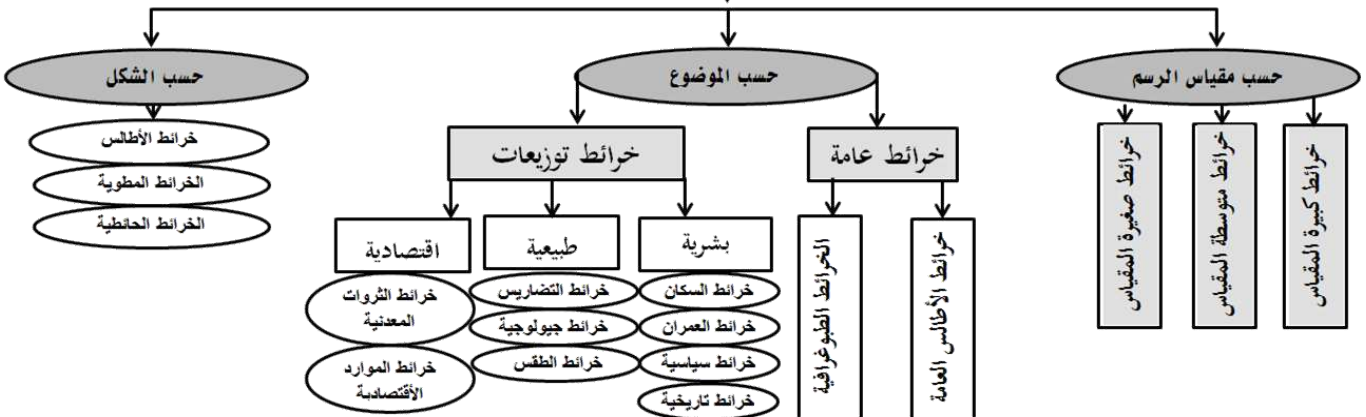 حسب مقياس الرسم
حسب الموضوع
حسب الشكل
خرائط كبيرة المقياس
خرائط متوسطة المقياس
خرائط صغيرة المقياس
خرائط عامة
خرائط توزيعات
خرائط الأطالس العامة
الخرائط الطبوغرافية
بشرية
طبيعية
اقتصادية
خرائط السكان
خرائط العمران
خرائط سياسية
خرائط تاريخية
خرائط التضاريس
خرائط جيولوجية
خرائط الطقس
خرائط الثروات
المعدنية
خرائط الموارد
الأقتصادية
خرائط الأطالس
الخرائط المطوية
الخرائط الحائطية